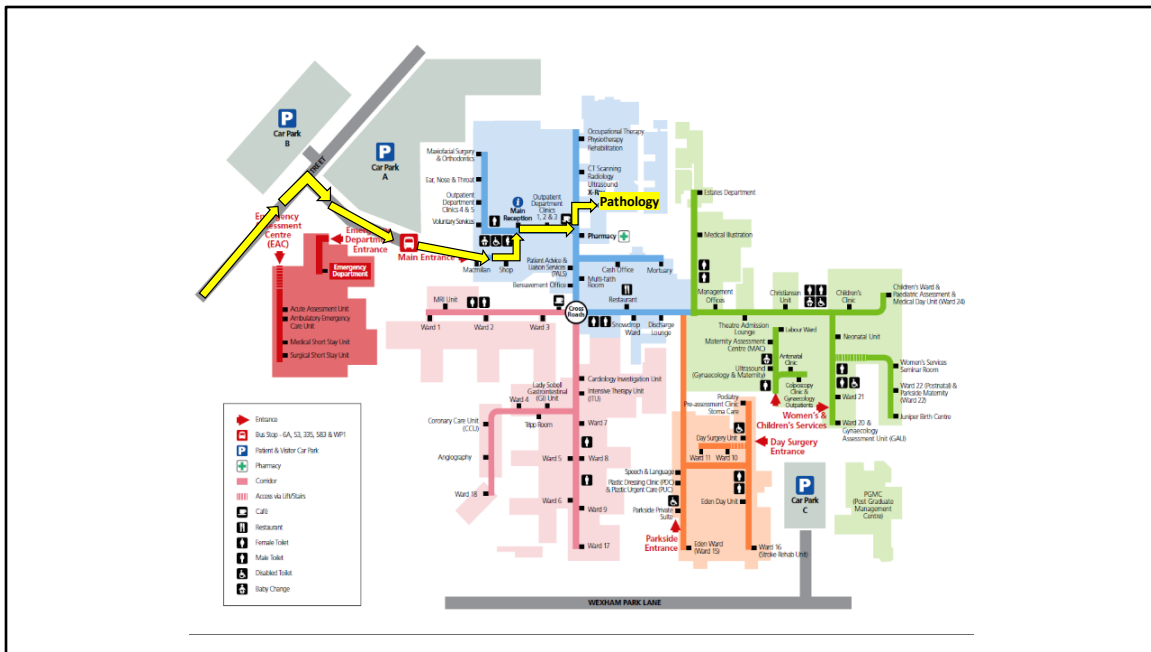 P
Car Park
B
STREET
P
Car Park
A
Emergency
Assessment
Centre
(EAC)
Emergency
Department
Entrance
Emergency
Department
Main Entrance
Acute Assessment Unit
Ambulatory Emergency
Care Unit
Medical Short Stay Unit
Surgical Short Stay Unit
Maxiofacial Surgery
& Orthodontics
Ear, Nose & Throat
Outpatient
Department
Clinics 4 & 5
Voluntary Services
i
Main
Reception
Outpatient
Department
Clinics
1, 2 & 3
Macmillan
Shop
Occupational Therapy
Physiotherapy
Rehabilitation
CT Scanning
Radiology
Ultrasound
Pathology
Pharmacy
Patient Advice &
Liaison Services
(PALS)
Bereavement Office
Cash Office
Mortuary
Multi-faith
Room
Restaurant
Cross
Roads
Snowdrop
Ward
Discharge
Lounge
Estates Department
Medical Illustration
Management
Offices
Christiansen
Unit
Children's
Clinic
Children's Ward &
Paediatric Assessment &
Medical Day Unit (Ward 24)
Theatre Admission
Lounge
Maternity Assessment
Centre (MAC)
Labour Ward
Antenatal
Clinic
Ultrasound
(Gynaecology & Maternity)
Colposcopy
Clinic &
Gynaecology
Outpatients
Neonatal Unit
Women's Services
Seminar Room
Ward 22 (Postnatal) &
Parkside Maternity
(Ward 22)
Ward 21
Juniper Birth Centre
Ward 20 &
Gynaecology
Assessment Unit (GAU)
Women's &
Children's Services
MRI Unit
Ward 1
Ward 2
Ward 3
Cardiology Investigation Unit
Intensive Therapy Unit
(ITU)
Lady Sobell
Gastrointestinal
(GI) Unit
Ward 4
Tripp Room
Coronary Care Unit
(CCU)
Angiography
Ward 18
Ward 7
Ward 5
Ward 8
Ward 6
Ward 9
Ward 17
Podiatry
Pre-assessment Clinic
Stoma Care
Day Surgery Unit
Ward 11
Ward 10
Day Surgery
Entrance
Speech & Language
Plastic Dressing Clinic (PDC)
& Plastic Urgent Care (PUC)
Parkside Private
Suite
Eden Day Unit
Parkside
Entrance
Eden Ward
(Ward 15)
Ward 16
(Stroke Rehab Unit)
P
Car Park
C
PGMC
(Post Graduate
Management
Centre)
WEXHAM PARK LANE
Entrance
Bus Stop - 6A, 53, 335, 583 & WP1
P
Patient & Visitor Car Park
Pharmacy
Corridor
Access via Lift/Stairs
Café
Restaurant
Female Toilet
Male Toilet
Disabled Toilet
Baby Change